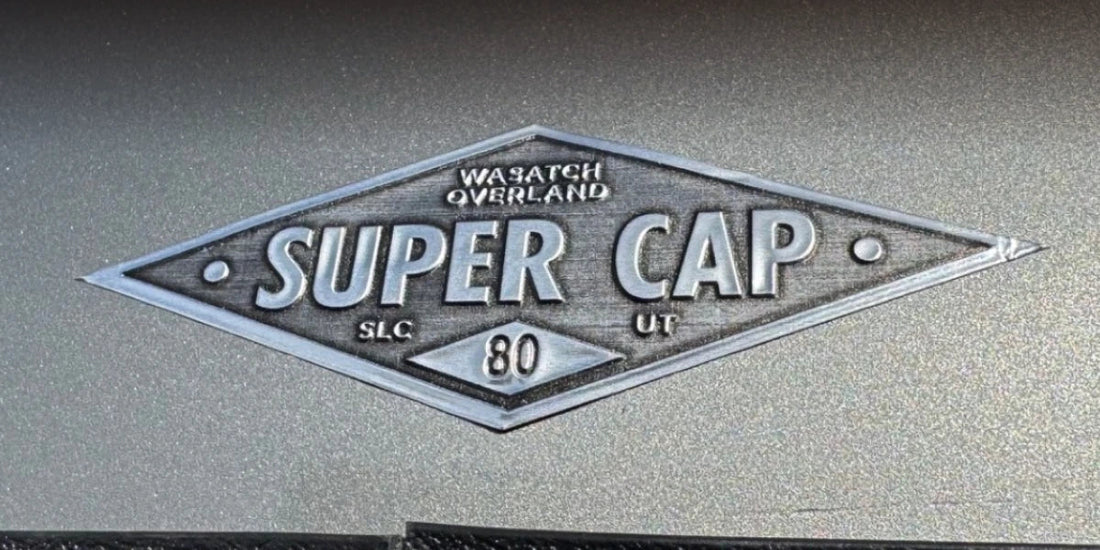 WASATCH
OVERLAND
SUPER CAP
SLC UT
80